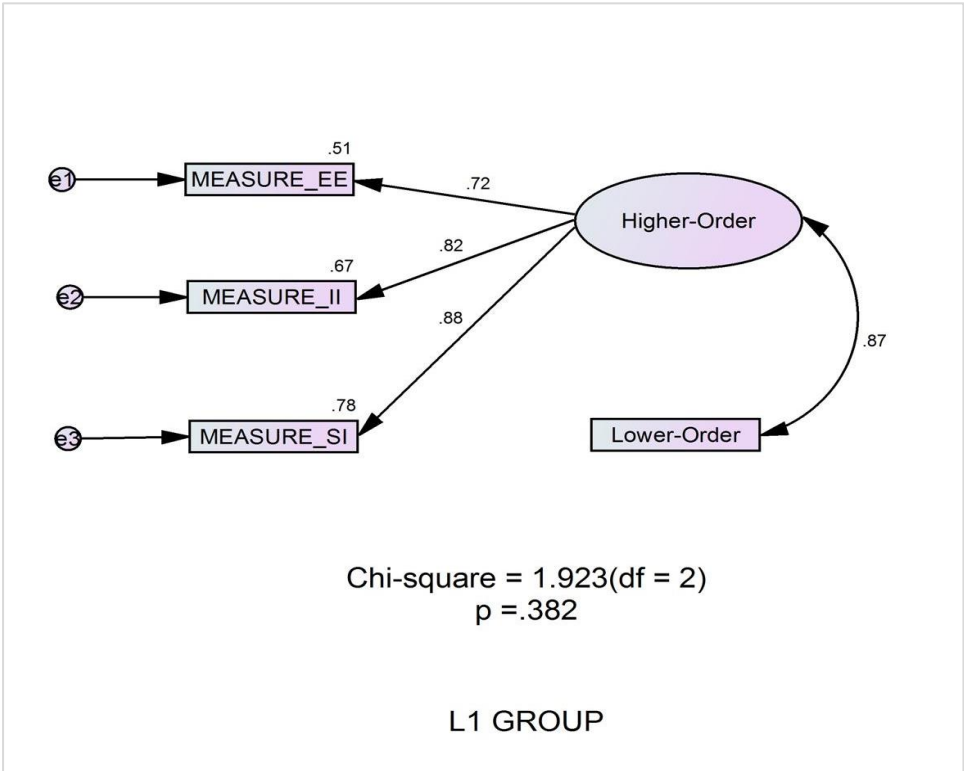 .51
e1
MEASURE_EE
.72
Higher-Order
.82
.67
e2
MEASURE_II
.88
.87
.78
e3
MEASURE_SI
Lower-Order
Chi-square = 1.923(df = 2)
p =.382
L1 GROUP